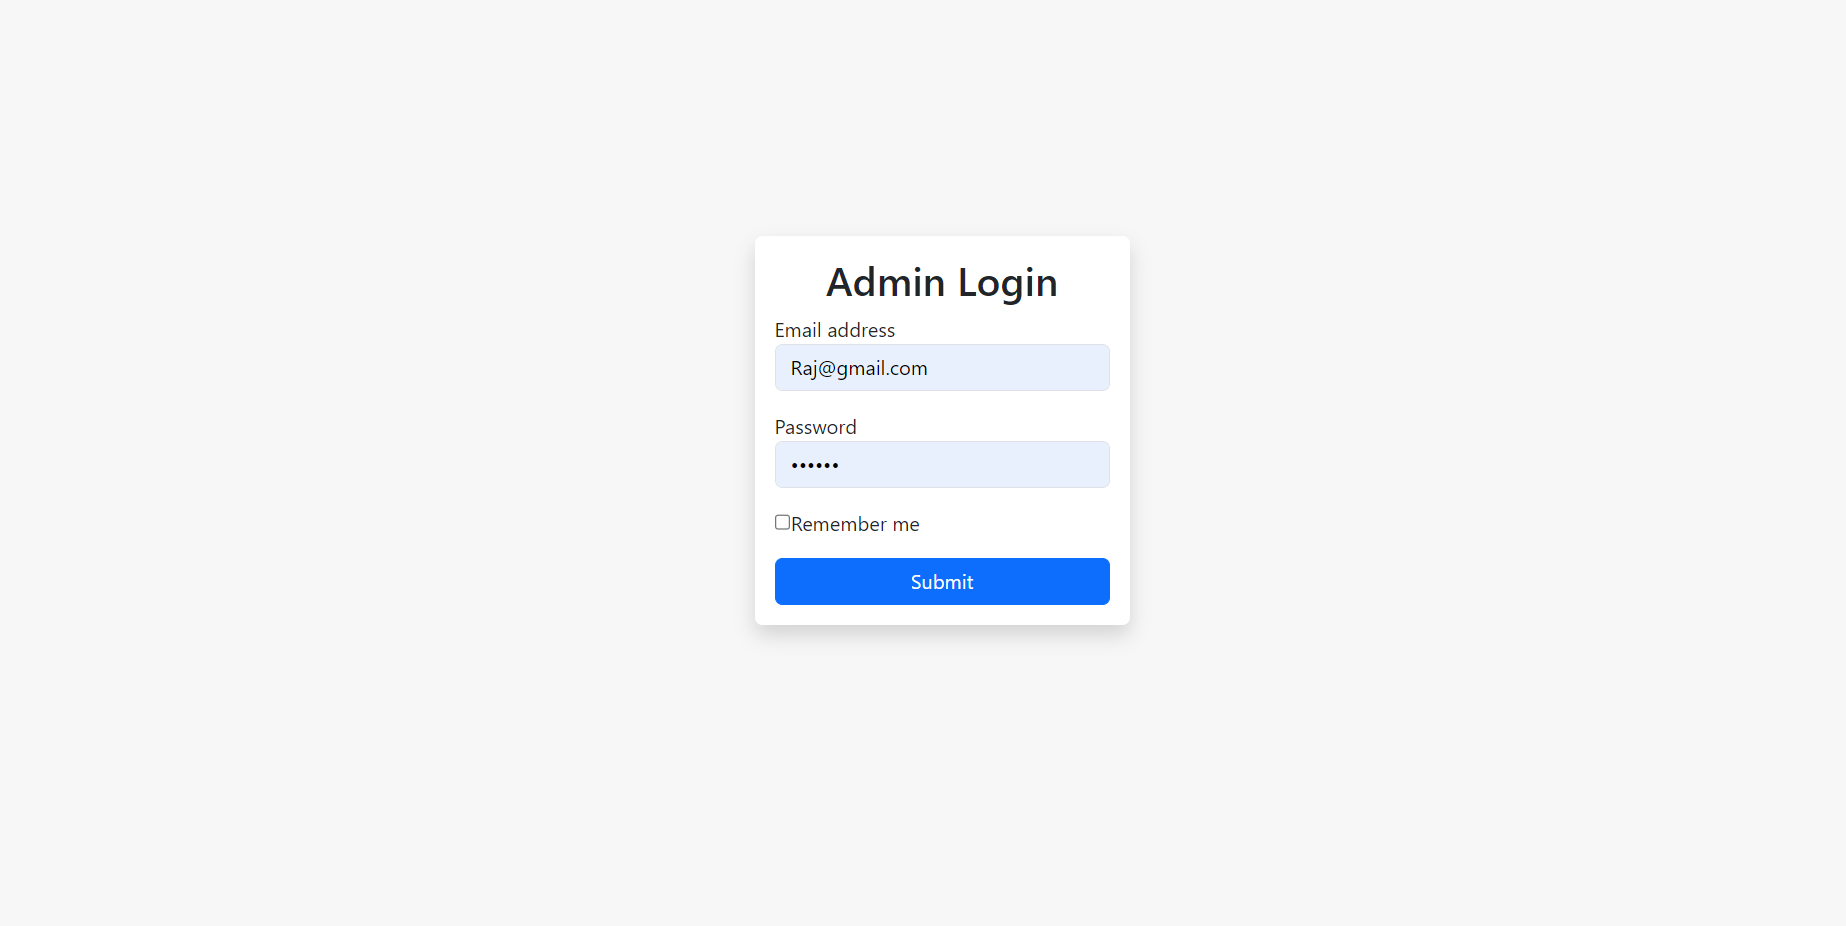 Admin Login
Email address
Raj@gmail.com
Password
••••••
Remember me
Submit